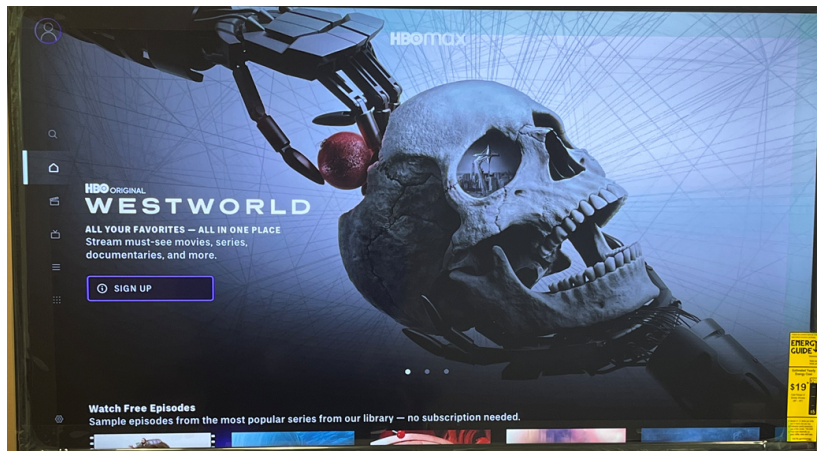 HBOmax
HBO ORIGINAL
WESTWORLD
ALL YOUR FAVORITES — ALL IN ONE PLACE
Stream must-see movies, series,
documentaries, and more.
SIGN UP
Watch Free Episodes
Sample episodes from the most popular series from our library — no subscription needed.
ENERGY
GUIDE
$19